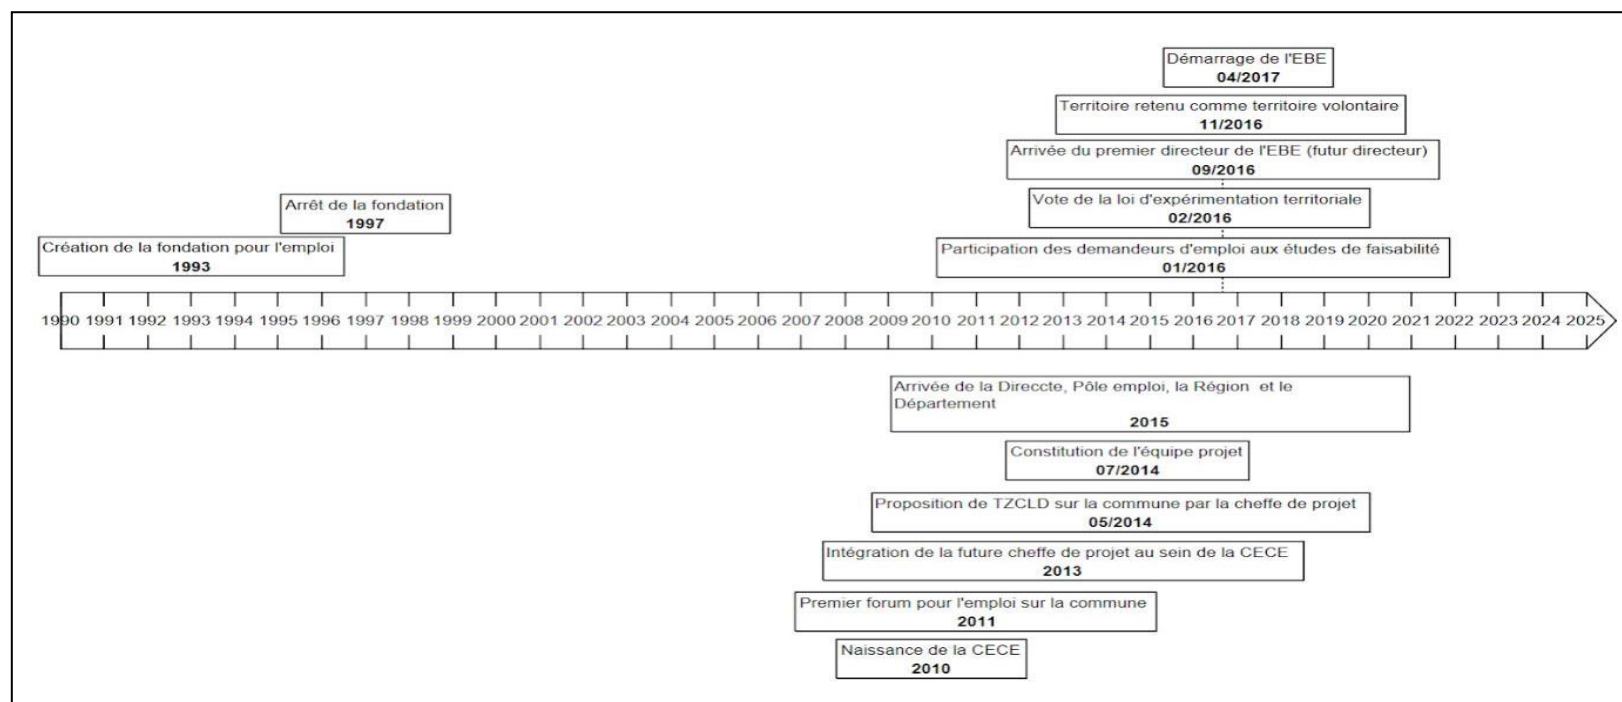 Démarrage de l'EBE
04/2017
Territoire retenu comme territoire volontaire
11/2016
Arrivée du premier directeur de l'EBE (futur directeur)
09/2016
Arrêt de la fondation
1997
Vote de la loi d'expérimentation territoriale
02/2016
Création de la fondation pour l'emploi
1993
Participation des demandeurs d'emploi aux études de faisabilité
01/2016
1990 1991 1992 1993 1994 1995 1996 1997 1998 1999 2000 2001 2002 2003 2004 2005 2006 2007 2008 2009 2010 2011 2012 2013 2014 2015 2016 2017 2018 2019 2020 2021 2022 2023 2024 2025
Arrivée de la Direccte, Pôle emploi, la Région et le
Département
2015
Constitution de l'équipe projet
07/2014
Proposition de TZCLD sur la commune par la cheffe de projet
05/2014
Intégration de la future cheffe de projet au sein de la CECE
2013
Premier forum pour l'emploi sur la commune
2011
Naissance de la CECE
2010